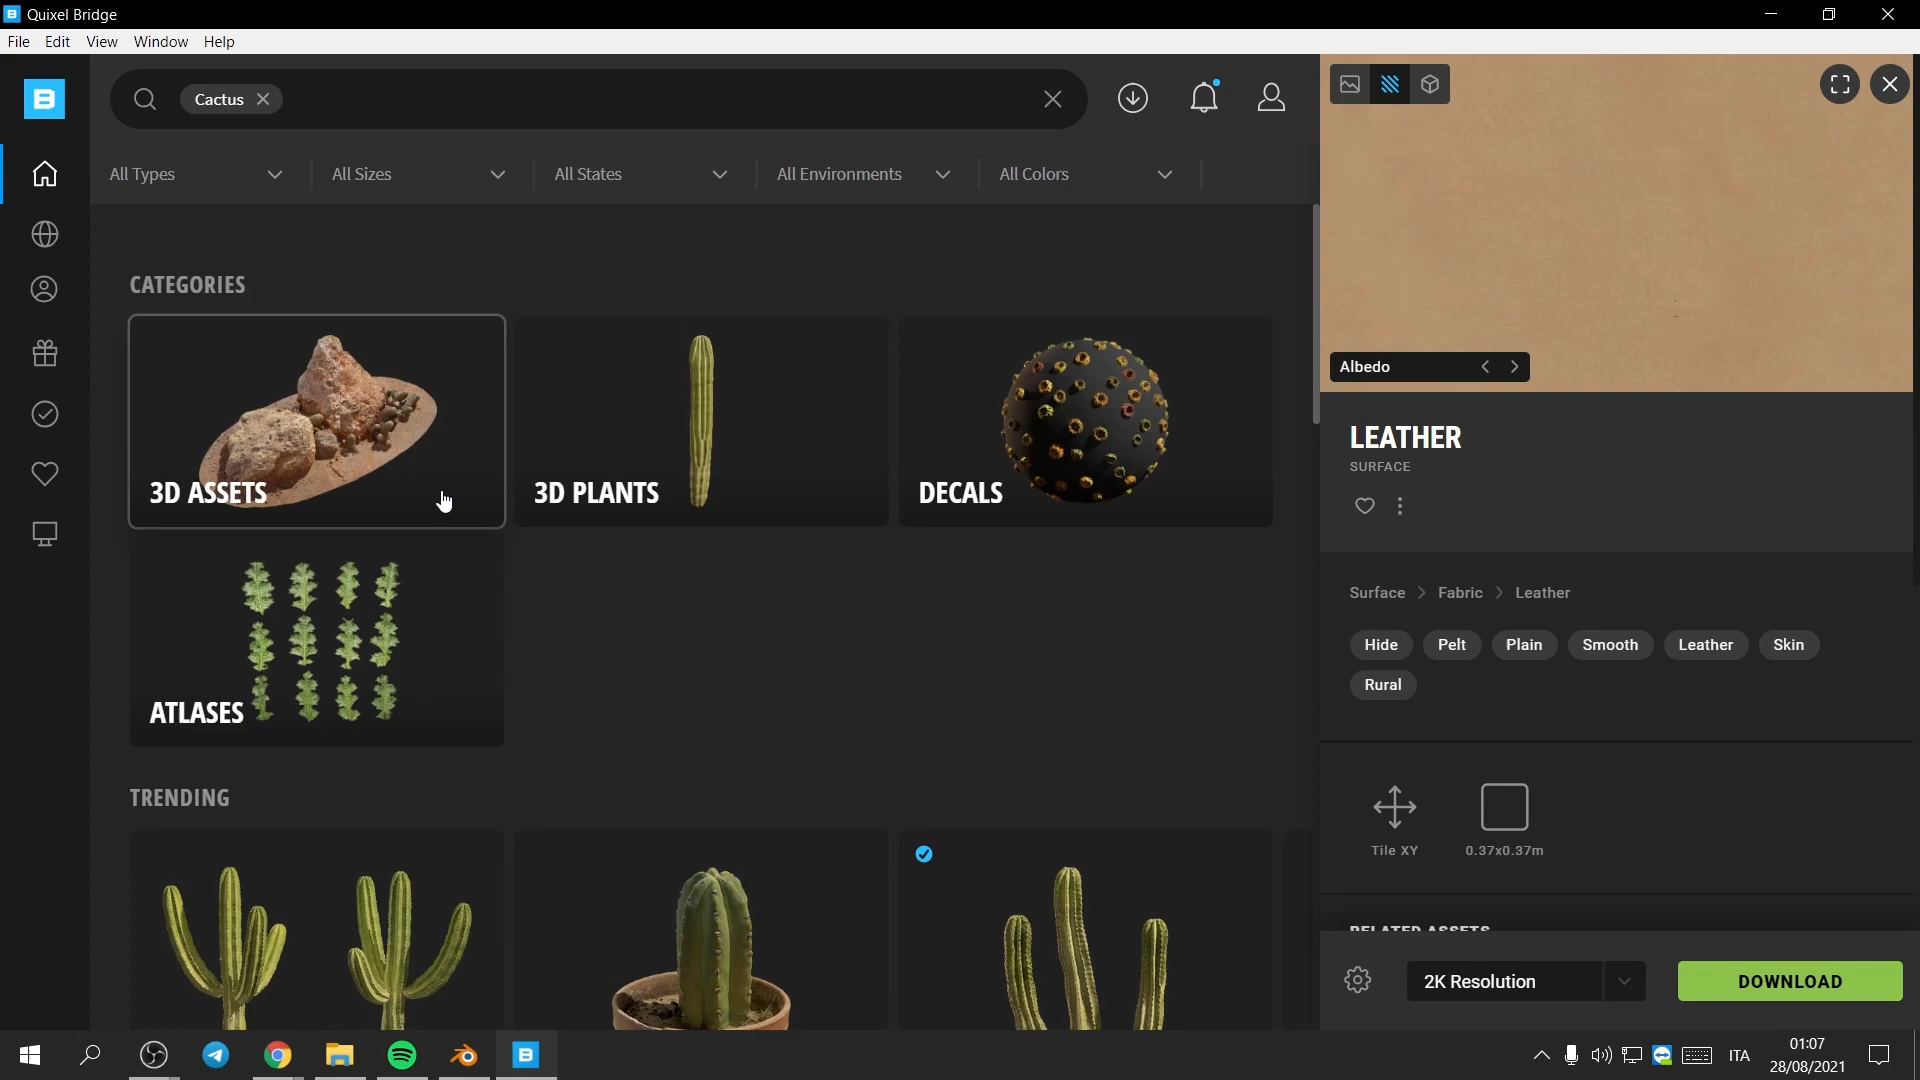 Quixel Bridge
File Edit View Window Help
Cactus
All Types All Sizes All States All Environments All Colors
CATEGORIES
3D ASSETS
3D PLANTS
DECALS
ATLASES
TRENDING
Albedo
LEATHER
SURFACE
Surface > Fabric > Leather
Hide Pelt Plain Smooth Leather Skin
Rural
Tile XY 0.37x0.37m
RELATED ASSETS
2K Resolution DOWNLOAD
ITA
01:07
28/08/2021